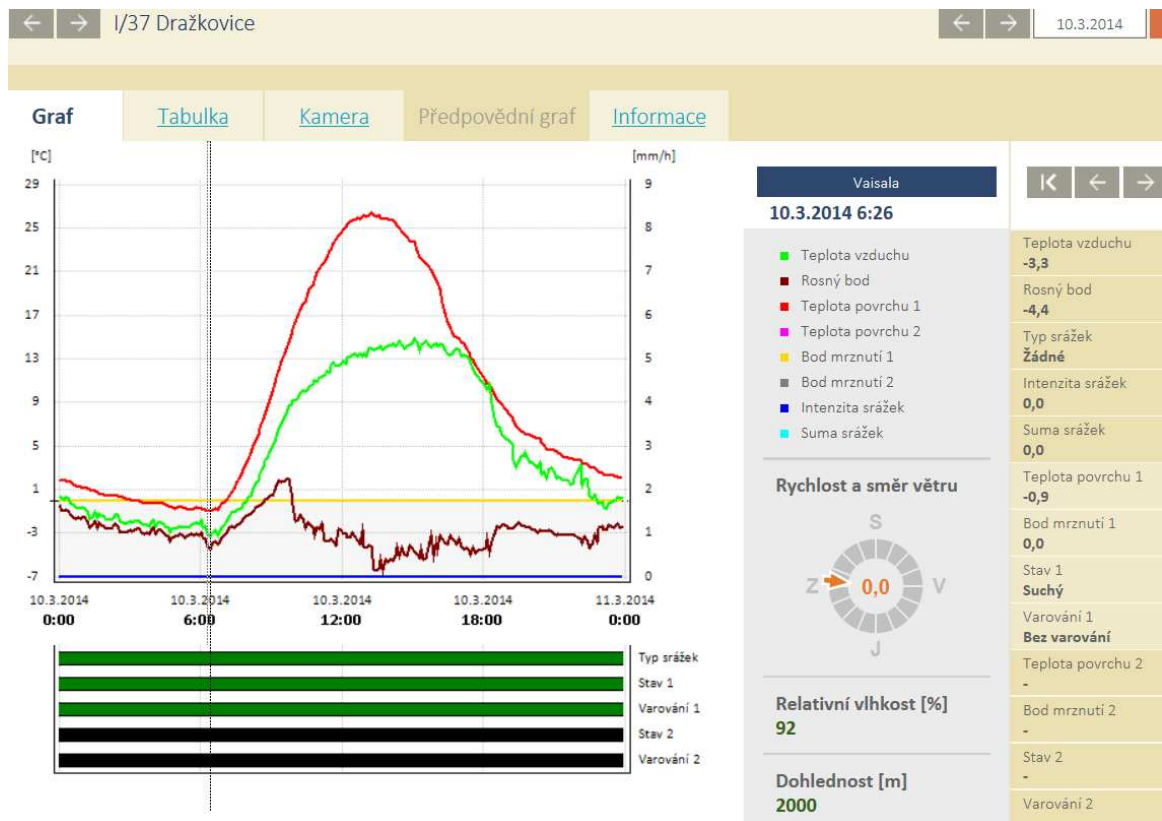 I/37 Dražkovice
10.3.2014
Graf
Tabulka
Kamera
Předpovědní graf
Informace
[°C]
[mm/h]
29
25
21
17
13
9
5
1
-3
-7
9
8
7
6
5
4
3
2
1
0
10.3.2014 10.3.2014 10.3.2014 10.3.2014 11.3.2014
0:00 6:00 12:00 18:00 0:00
Typ srážek
Stav 1
Varování 1
Stav 2
Varování 2
Vaisala
10.3.2014 6:26
Teplota vzduchu
Rosný bod
Teplota povrchu 1
Teplota povrchu 2
Bod mrznutí 1
Bod mrznutí 2
Intenzita srážek
Suma srážek
Rychlost a směr větru
S
Z
0,0
V
J
Relativní vlhkost [%]
92
Dohlednost [m]
2000
Teplota vzduchu
-3,3
Rosný bod
-4,4
Typ srážek
Žádné
Intenzita srážek
0,0
Suma srážek
0,0
Teplota povrchu 1
-0,9
Bod mrznutí 1
0,0
Stav 1
Suchý
Varování 1
Bez varování
Teplota povrchu 2
-
Bod mrznutí 2
-
Stav 2
-
Varování 2